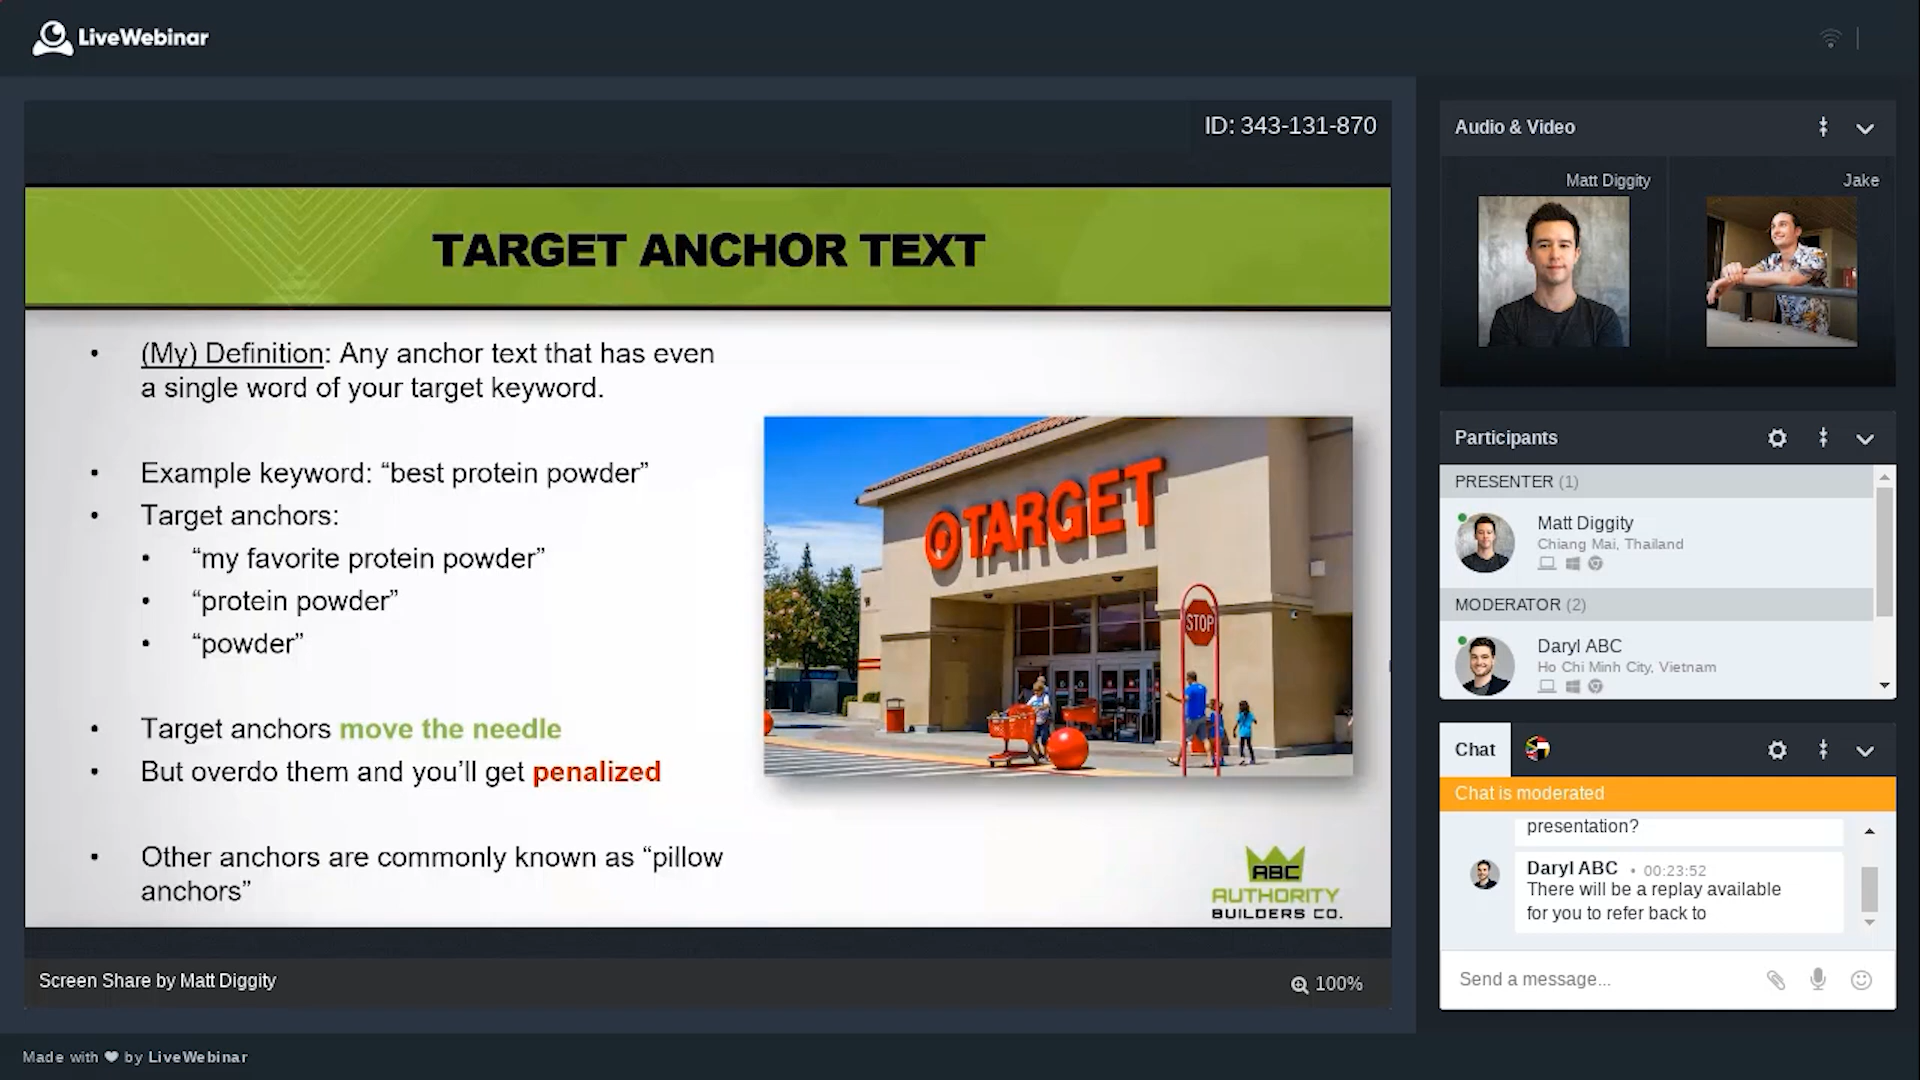 LiveWebinar
ID: 343-131-870
TARGET ANCHOR TEXT
• (My) Definition: Any anchor text that has even
a single word of your target keyword.
• Example keyword: “best protein powder”
• Target anchors:
• “my favorite protein powder”
• “protein powder”
• “powder”
• Target anchors move the needle
• But overdo them and you’ll get penalized
• Other anchors are commonly known as “pillow
anchors”
TARGET
STOP
ABC
AUTHORITY
BUILDERS CO.
Screen Share by Matt Diggity
100%
Made with ❤ by LiveWebinar
Audio & Video
Matt Diggity
Jake
Participants
PRESENTER (1)
Matt Diggity
Chiang Mai, Thailand
MODERATOR (2)
Daryl ABC
Ho Chi Minh City, Vietnam
Chat
Chat is moderated
presentation?
Daryl ABC • 00:23:52
There will be a replay available
for you to refer back to
Send a message...